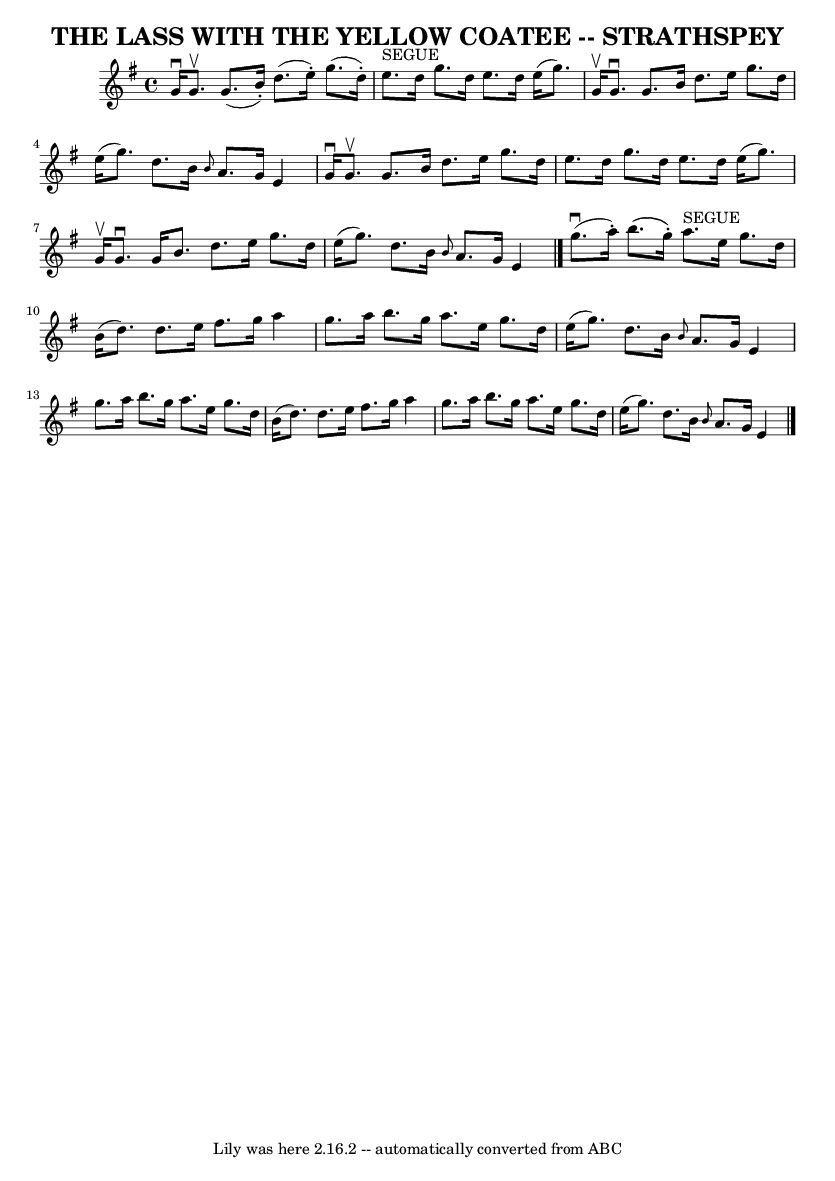 THE LASS WITH THE YELLOW COATEE -- STRATHSPEY
SEGUE
4
7
SEGUE
10
13
Lily was here 2.16.2 -- automatically converted from ABC